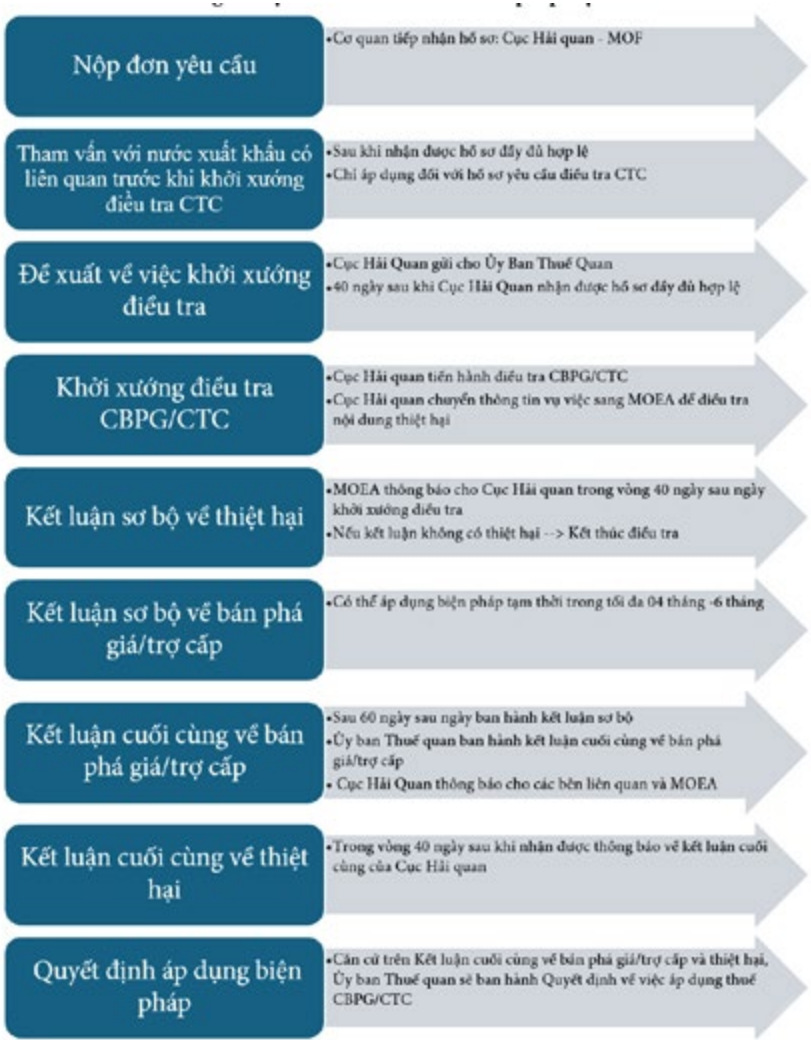 Nộp đơn yêu cầu
•Cơ quan tiếp nhận hồ sơ: Cục Hải quan - MOF
Tham vấn với nước xuất khẩu có
liên quan trước khi khởi xướng
điều tra CTC
•Sau khi nhận được hồ sơ đầy đủ hợp lệ
•Chỉ áp dụng đối với hồ sơ yêu cầu điều tra CTC
Đề xuất về việc khởi xướng
điều tra
•Cục Hải Quan gửi cho Ủy Ban Thuế Quan
•40 ngày sau khi Cục Hải Quan nhận được hồ sơ đầy đủ hợp lệ
Khởi xướng điều tra
CBPG/CTC
•Cục Hải quan tiến hành điều tra CBPG/CTC
•Cục Hải quan chuyển thông tin vụ việc sang MOEA để điều tra
nội dung thiệt hại
Kết luận sơ bộ về thiệt hại
•MOEA thông báo cho Cục Hải quan trong vòng 40 ngày sau ngày
khởi xướng điều tra
•Nếu kết luận không có thiệt hại --> Kết thúc điều tra
Kết luận sơ bộ về bán phá
giá/trợ cấp
•Có thể áp dụng biện pháp tạm thời trong tối đa 04 tháng -6 tháng
Kết luận cuối cùng về bán
phá giá/trợ cấp
•Sau 60 ngày sau ngày ban hành kết luận sơ bộ
•Ủy ban Thuế quan ban hành kết luận cuối cùng về bán phá
giá/trợ cấp
• Cục Hải Quan thông báo cho các bên liên quan và MOEA
Kết luận cuối cùng về thiệt
hại
•Trong vòng 40 ngày sau khi nhận được thông báo về kết luận cuối
cùng của Cục Hải quan
Quyết định áp dụng biện
pháp
•Căn cứ trên Kết luận cuối cùng về bán phá giá/trợ cấp và thiệt hại,
Ủy ban Thuế quan sẽ ban hành Quyết định về việc áp dụng thuế
CBPG/CTC